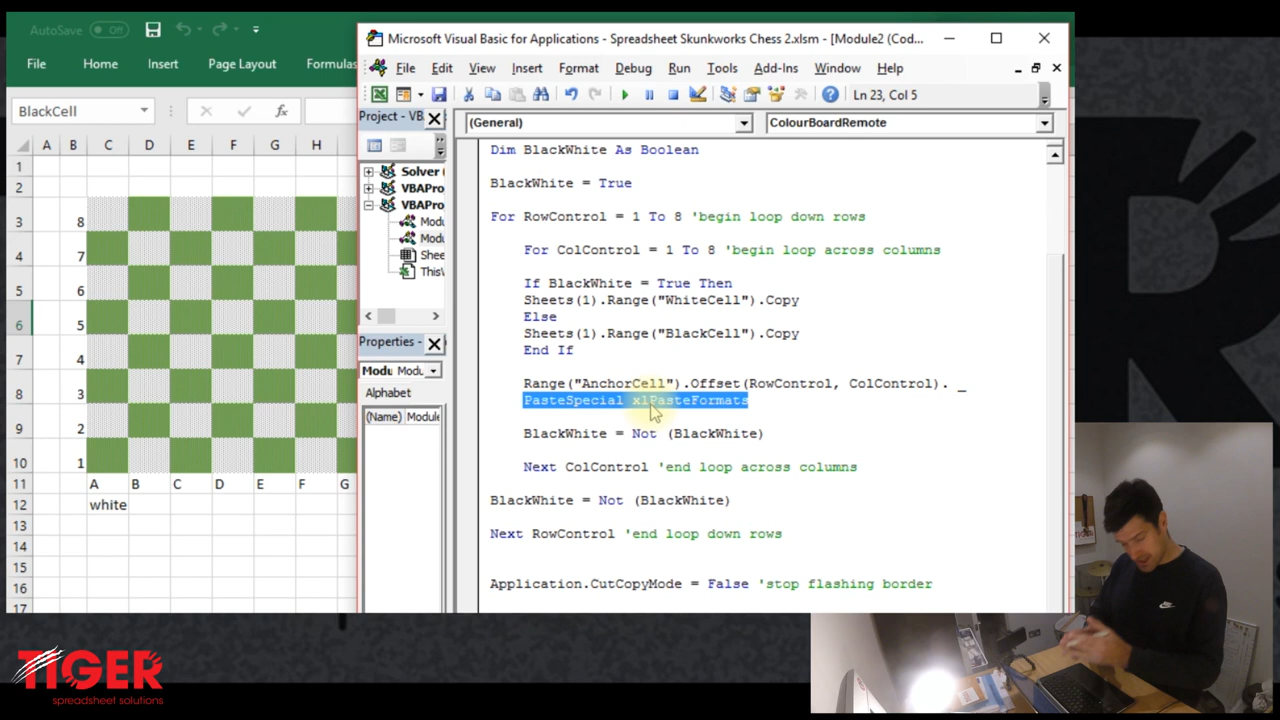 AutoSave Off
File Home Insert Page Layout Formulas
BlackCell
fx
A B C D E F G H
1
2
3 8
4 7
5 6
6 5
7 4
8 3
9 2
10 1
11 A B C D E F G
12 white
13
14
15
16
17
Microsoft Visual Basic for Applications - Spreadsheet Skunkworks Chess 2.xlsm - [Module2 (Cod...
File Edit View Insert Format Debug Run Tools Add-Ins Window Help
Ln 23, Col 5
Project - VB
Solver (
VBAPro
VBAPro
Modu
Modu
Shee
ThisV
Properties -
Modu Modu
Alphabet
(Name) Module
(General) ColourBoardRemote
Dim BlackWhite As Boolean
BlackWhite = True
For RowControl = 1 To 8 'begin loop down rows
For ColControl = 1 To 8 'begin loop across columns
If BlackWhite = True Then
Sheets(1).Range("WhiteCell").Copy
Else
Sheets(1).Range("BlackCell").Copy
End If
Range("AnchorCell").Offset(RowControl, ColControl). _
PasteSpecial xlPasteFormats
BlackWhite = Not (BlackWhite)
Next ColControl 'end loop across columns
BlackWhite = Not (BlackWhite)
Next RowControl 'end loop down rows
Application.CutCopyMode = False 'stop flashing border
TIGER
spreadsheet solutions